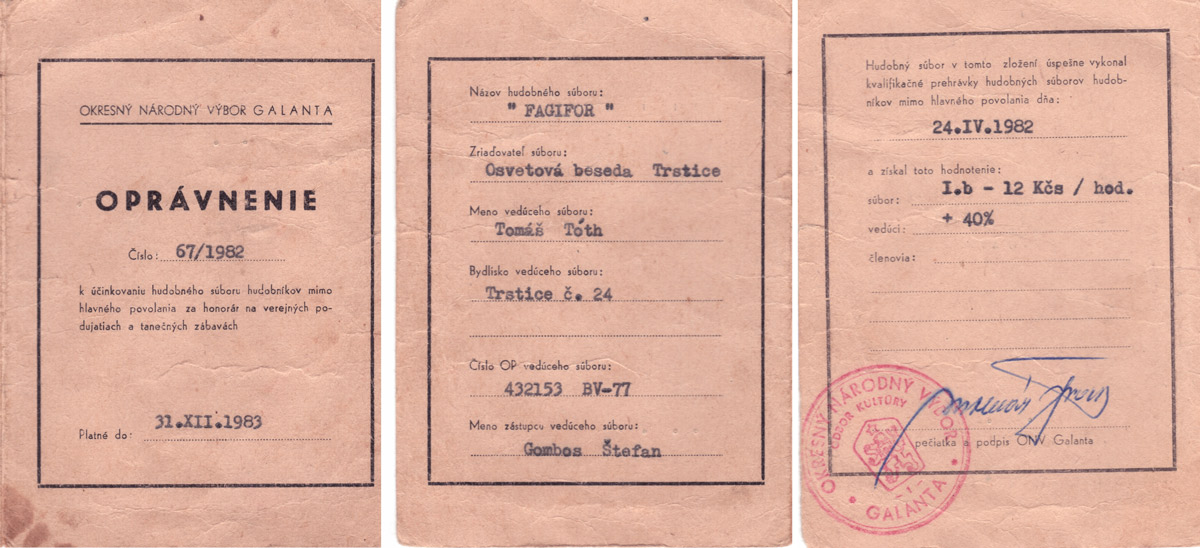 OKRESNÝ NÁRODNÝ VÝBOR GALANTA
OPRÁVNENIE
Číslo: 67/1982
k účinkovaniu hudobného súboru hudobníkov mimo
hlavného povolania za honorár na verejných po-
dujatiach a tanečných zábavách
Platné do: 31.XII.1983
Názov hudobného súboru:
" FAGIFOR "
Zriaďovateľ súboru:
Osvetová beseda Trstice
Meno vedúceho súboru:
Tomáš Tóth
Bydlisko vedúceho súboru:
Trstice č. 24
Číslo OP vedúceho súboru:
432153 BV-77
Meno zástupcu vedúceho súboru:
Gombos Štefan
Hudobný súbor v tomto zložení úspešne vykonal
kvalifikačné prehrávky hudobných súborov hudob-
níkov mimo hlavného povolania dňa:
24.IV.1982
a získal toto hodnotenie:
súbor: I.b - 12 Kčs / hod.
vedúci: + 40%
členovia:
pečiatka a podpis ONV Galanta
OKRESNÝ NÁRODNÝ VÝBOR
ODBOR KULTÚRY
- 1 -
GALANTA